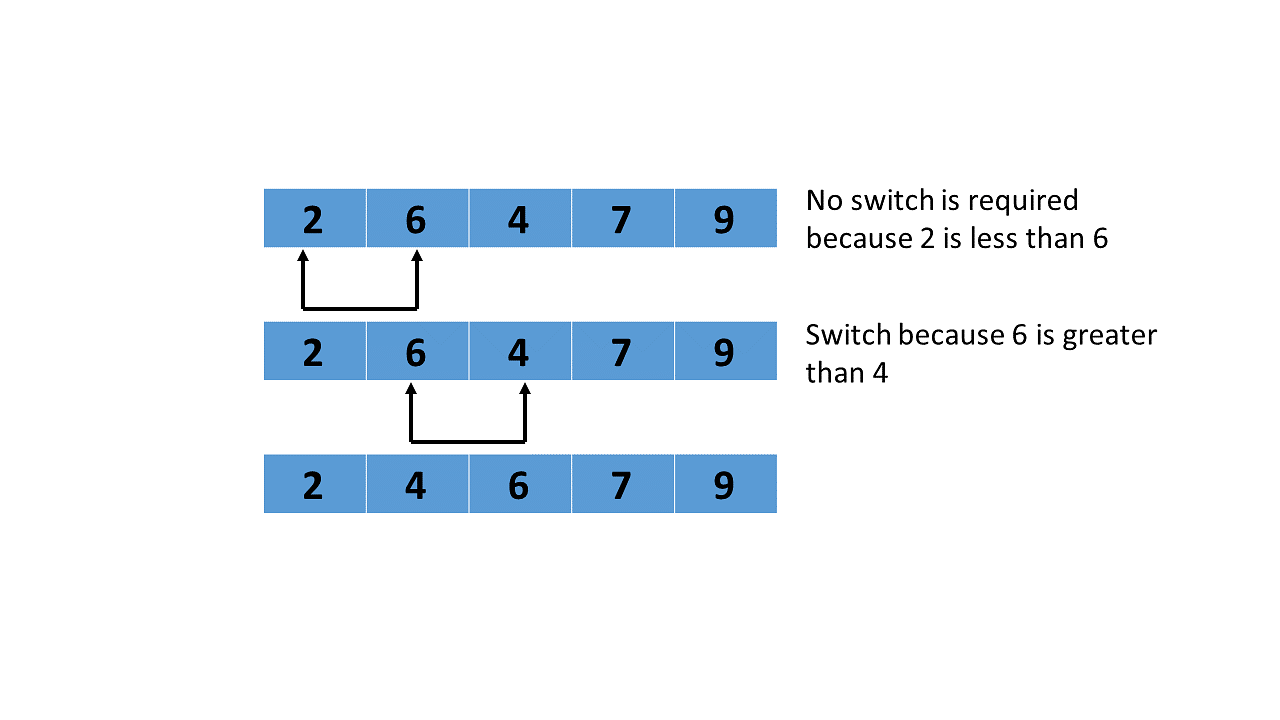 2 6 4 7 9
No switch is required
because 2 is less than 6
2 6 4 7 9
Switch because 6 is greater
than 4
2 4 6 7 9